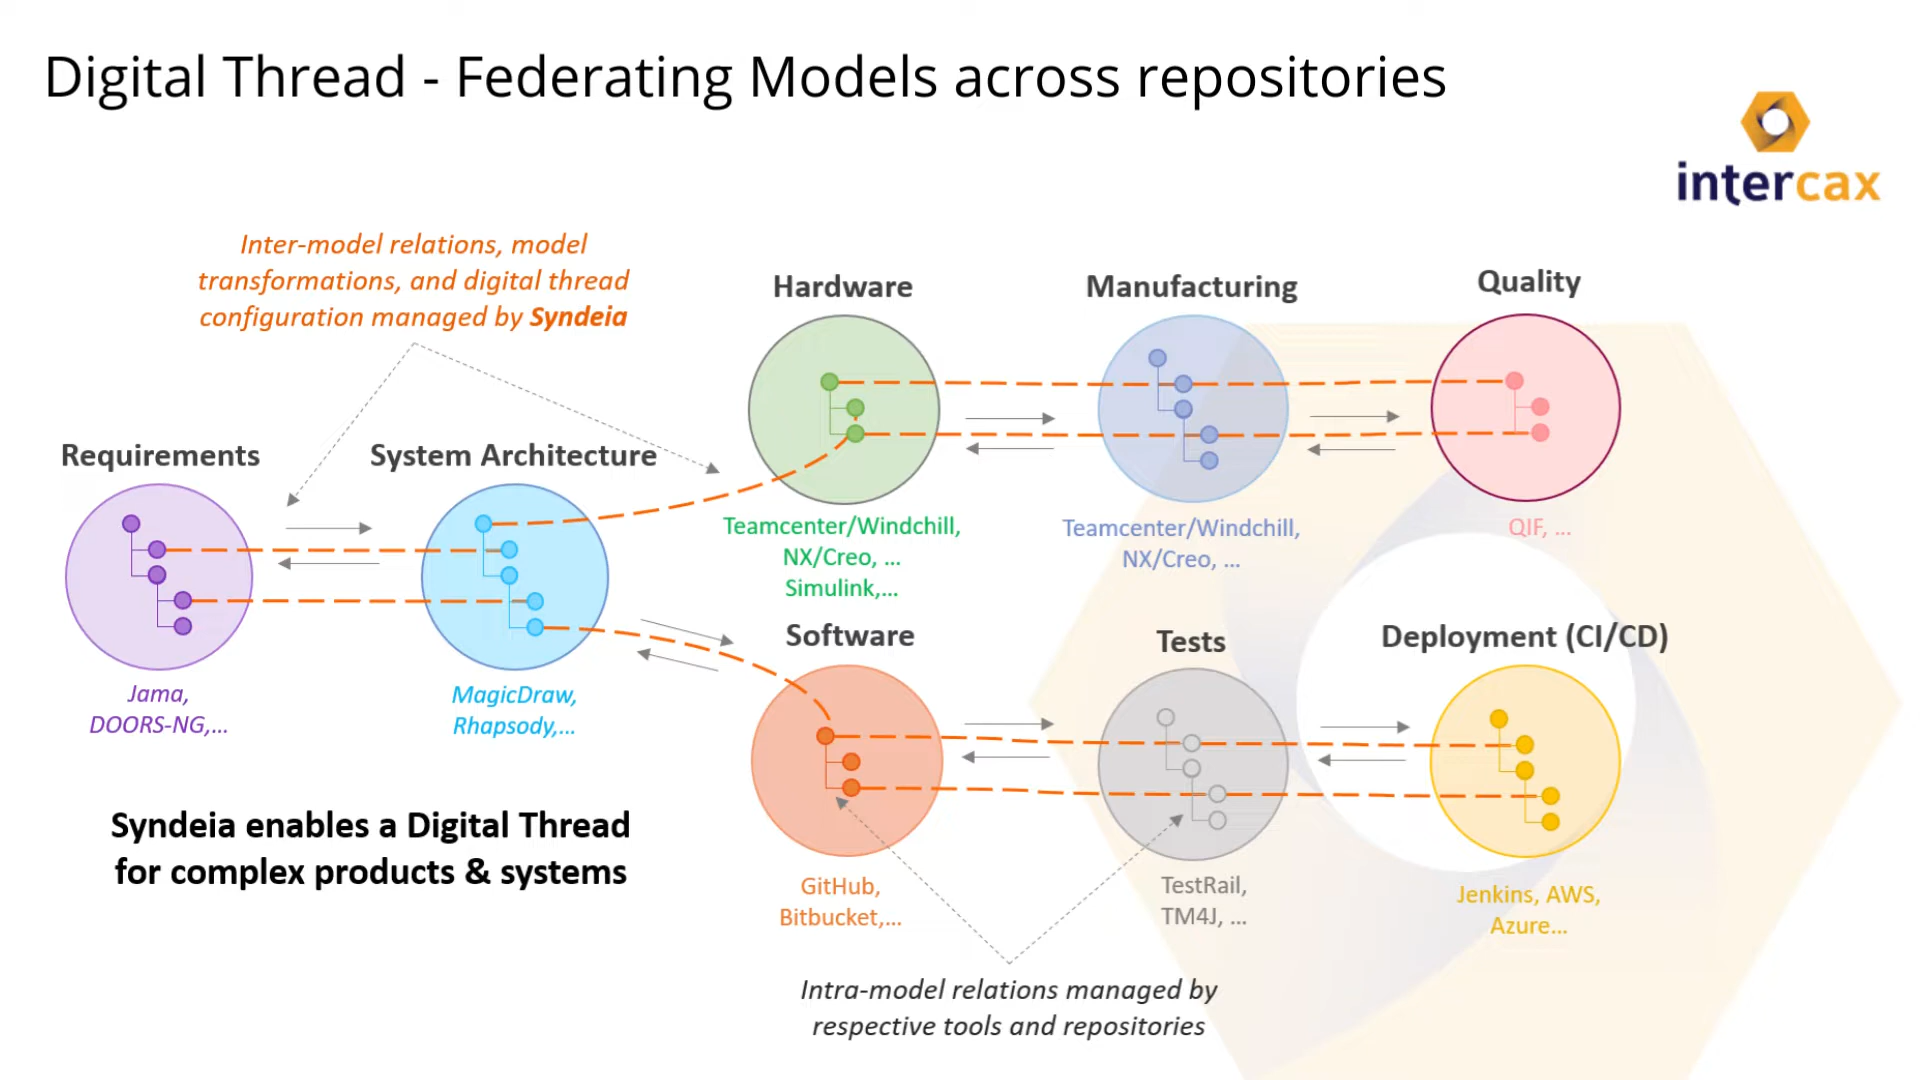 Digital Thread - Federating Models across repositories
intercax
Inter-model relations, model
transformations, and digital thread
configuration managed by Syndeia
Hardware
Manufacturing
Quality
Requirements
System Architecture
Teamcenter/Windchill,
NX/Creo, ...
Simulink,...
Teamcenter/Windchill,
NX/Creo, ...
QIF, ...
Software
Tests
Deployment (CI/CD)
Jama,
DOORS-NG,...
MagicDraw,
Rhapsody,...
Syndeia enables a Digital Thread
for complex products & systems
GitHub,
Bitbucket,...
TestRail,
TM4J, ...
Jenkins, AWS,
Azure...
Intra-model relations managed by
respective tools and repositories